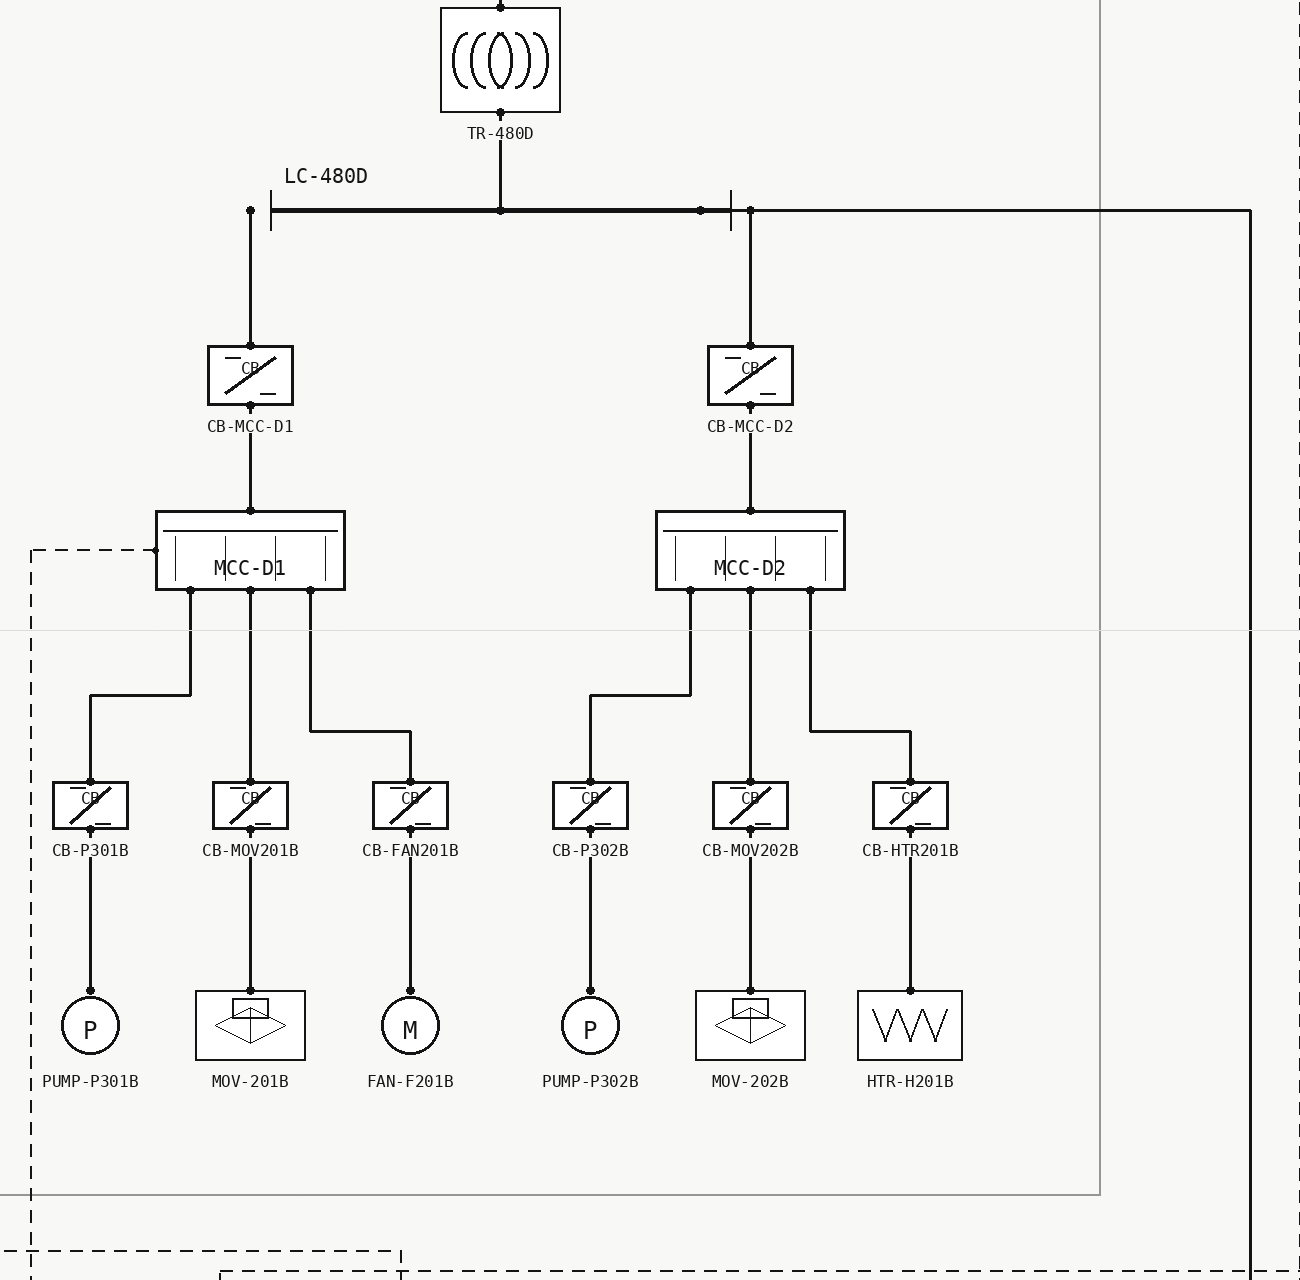 TR-480D
LC-480D
CB
CB
CB-MCC-D1
CB-MCC-D2
MCC-D1
MCC-D2
CB
CB
CB
CB
CB
CB
CB-P301B
CB-MOV201B
CB-FAN201B
CB-P302B
CB-MOV202B
CB-HTR201B
P
M
P
PUMP-P301B
MOV-201B
FAN-F201B
PUMP-P302B
MOV-202B
HTR-H201B